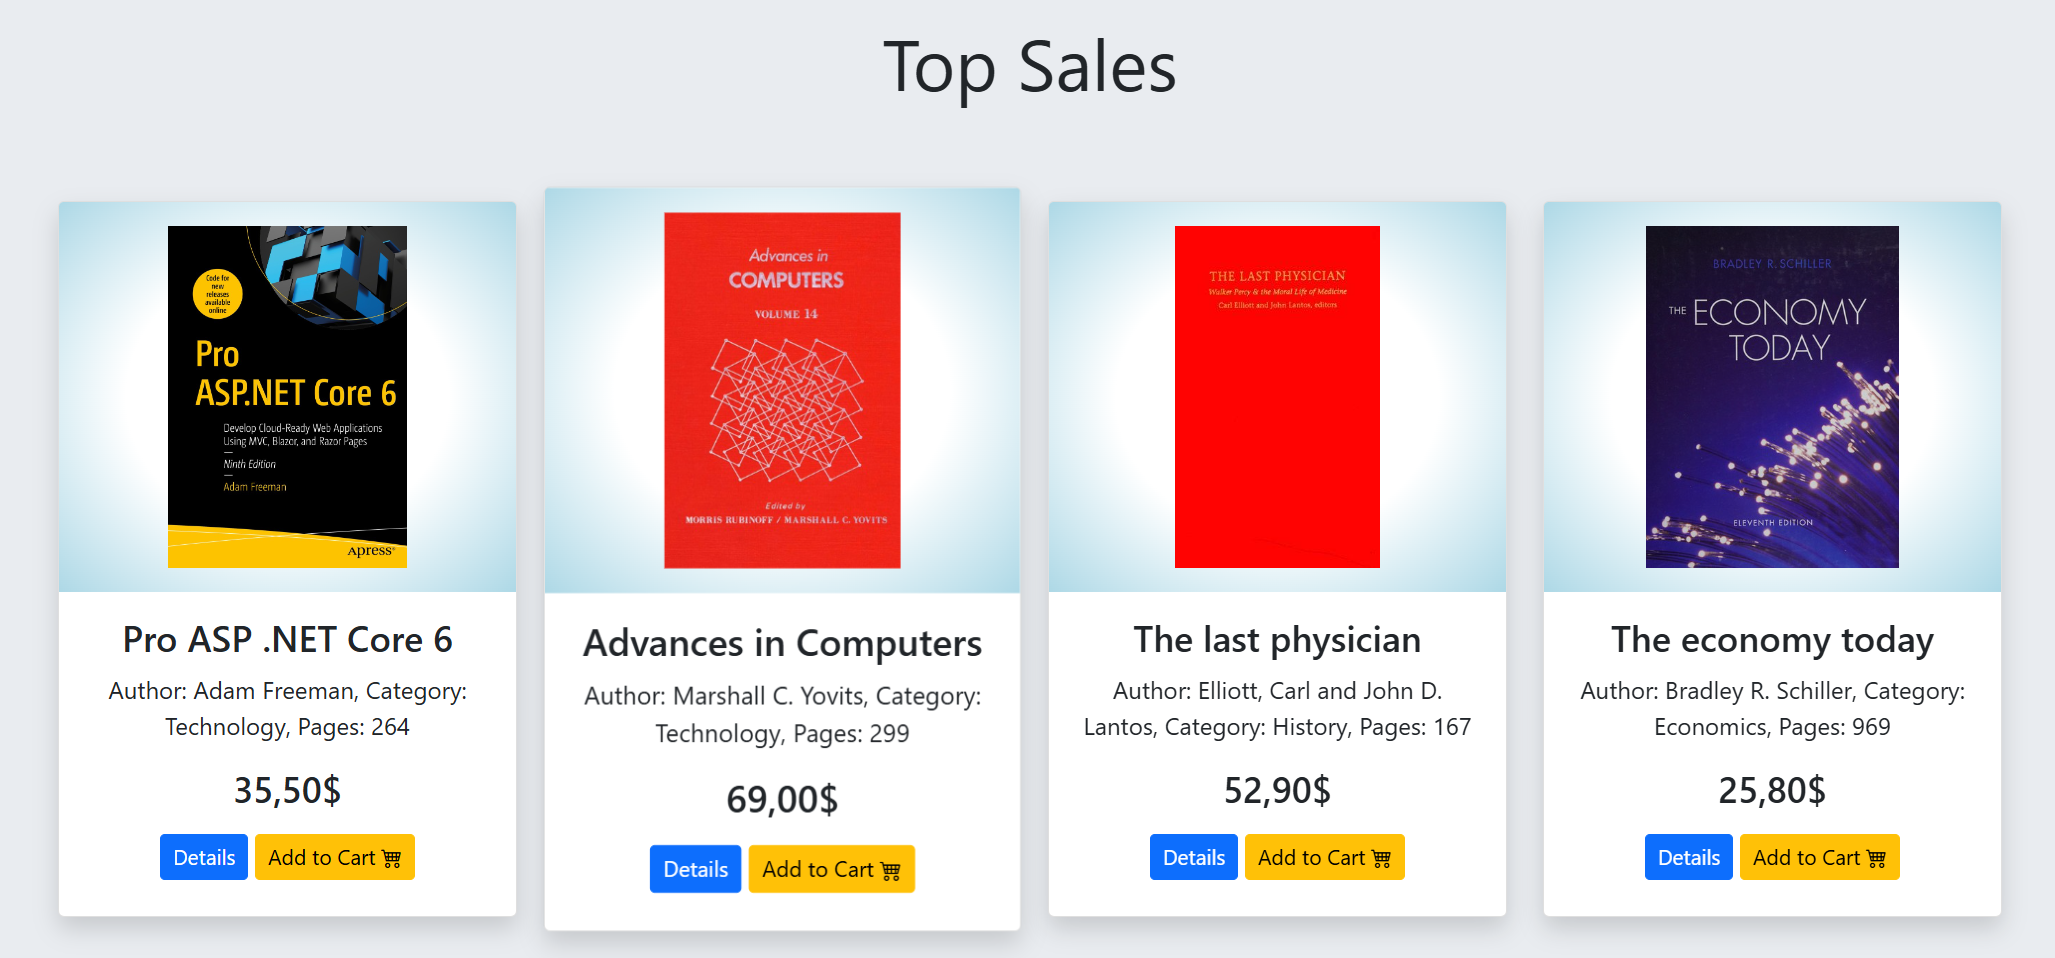 Top Sales
Code for
new
releases
available
online
Pro
ASP.NET Core 6
Develop Cloud-Ready Web Applications
Using MVC, Blazor, and Razor Pages
Ninth Edition
Adam Freeman
Apress®
Pro ASP .NET Core 6
Author: Adam Freeman, Category:
Technology, Pages: 264
35,50$
Details
Add to Cart
Advances in
COMPUTERS
VOLUME 14
Edited by
MORRIS RUBINOFF / MARSHALL C. YOVITS
Advances in Computers
Author: Marshall C. Yovits, Category:
Technology, Pages: 299
69,00$
Details
Add to Cart
THE LAST PHYSICIAN
Walker Percy & the Moral Life of Medicine
Carl Elliott and John Lantos, editors
The last physician
Author: Elliott, Carl and John D.
Lantos, Category: History, Pages: 167
52,90$
Details
Add to Cart
BRADLEY R. SCHILLER
THE ECONOMY
TODAY
ELEVENTH EDITION
The economy today
Author: Bradley R. Schiller, Category:
Economics, Pages: 969
25,80$
Details
Add to Cart